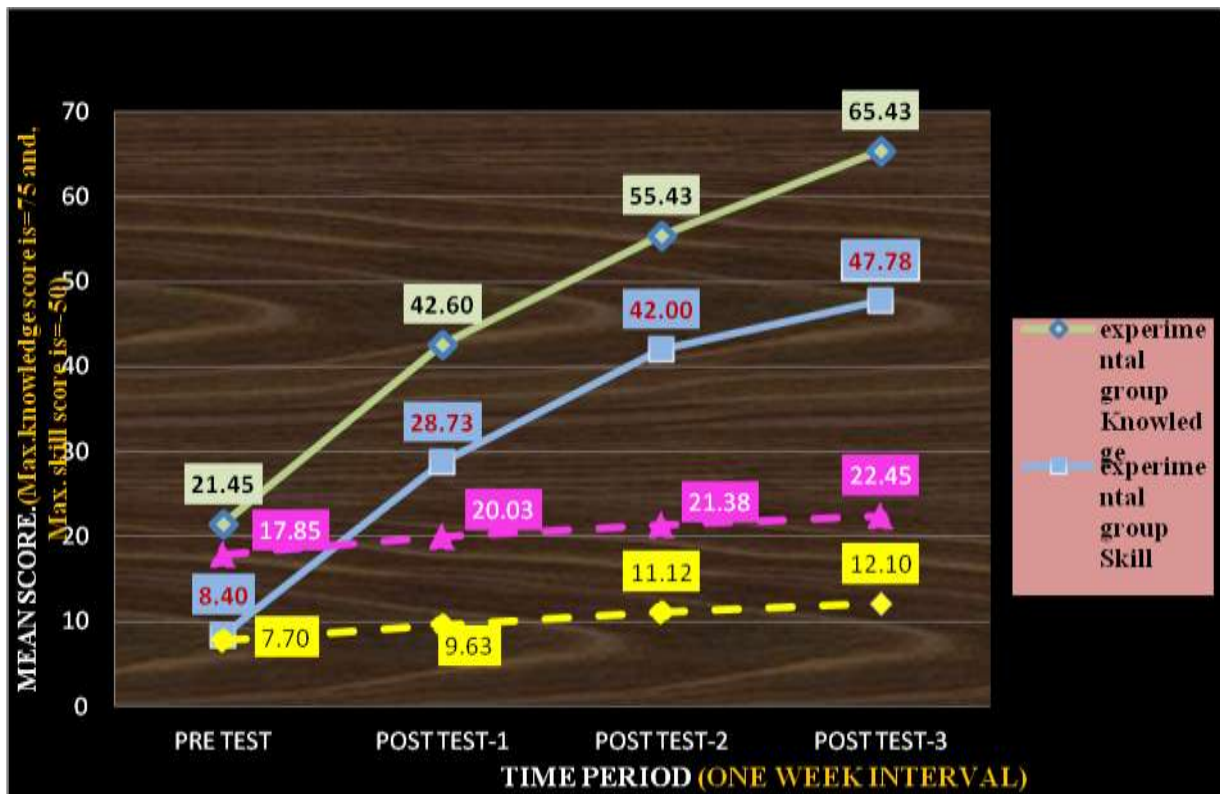 MEAN SCORE.(Max.knowledge score is=75 and,
Max. skill score is=-50)
70
60
50
40
30
20
10
0
65.43
55.43
47.78
42.60
42.00
28.73
21.45
22.45
21.38
20.03
17.85
8.40
7.70
9.63
11.12
12.10
PRE TEST
POST TEST-1
POST TEST-2
POST TEST-3
TIME PERIOD (ONE WEEK INTERVAL)
experime
ntal
group
Knowled
ge
experime
ntal
group
Skill